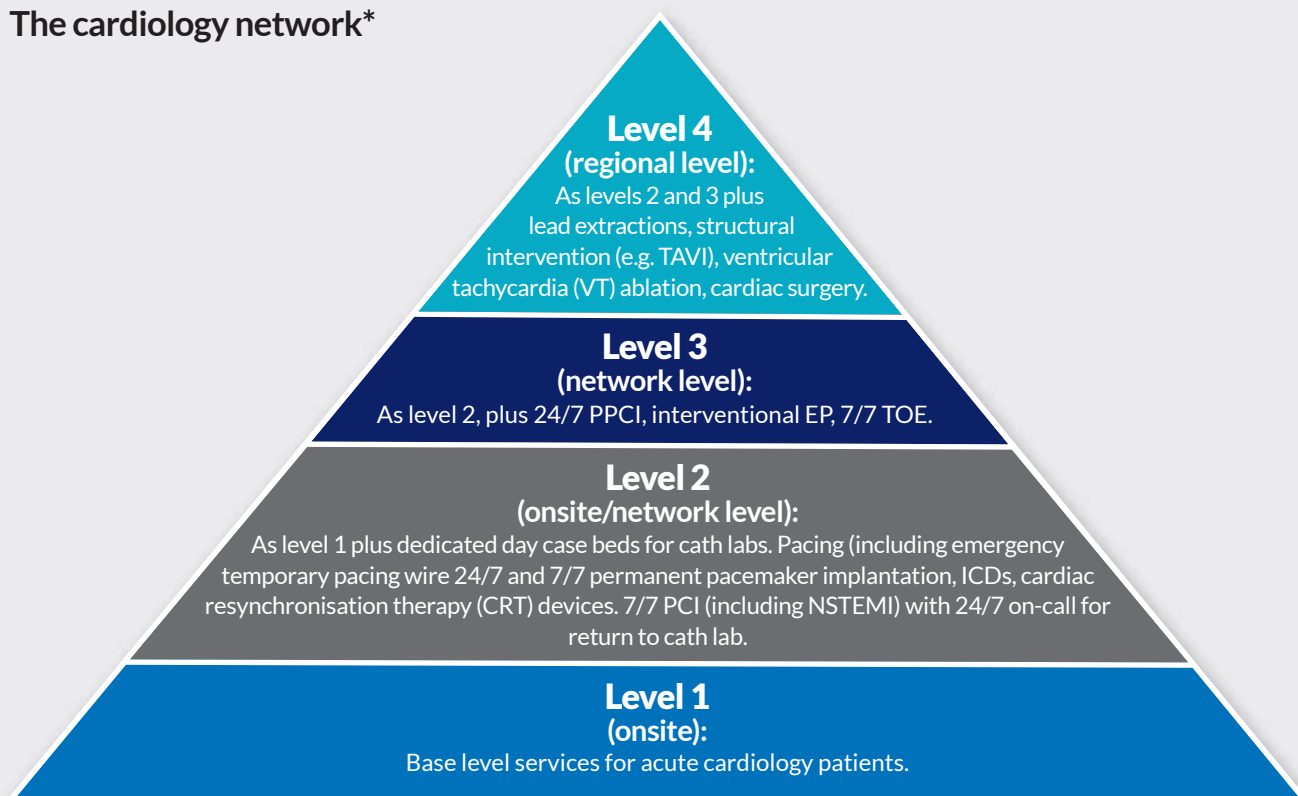 The cardiology network*
Level 4
(regional level):
As levels 2 and 3 plus
lead extractions, structural
intervention (e.g. TAVI), ventricular
tachycardia (VT) ablation, cardiac surgery.
Level 3
(network level):
As level 2, plus 24/7 PPCI, interventional EP, 7/7 TOE.
Level 2
(onsite/network level):
As level 1 plus dedicated day case beds for cath labs. Pacing (including emergency
temporary pacing wire 24/7 and 7/7 permanent pacemaker implantation, ICDs, cardiac
resynchronisation therapy (CRT) devices. 7/7 PCI (including NSTEMI) with 24/7 on-call for
return to cath lab.
Level 1
(onsite):
Base level services for acute cardiology patients.